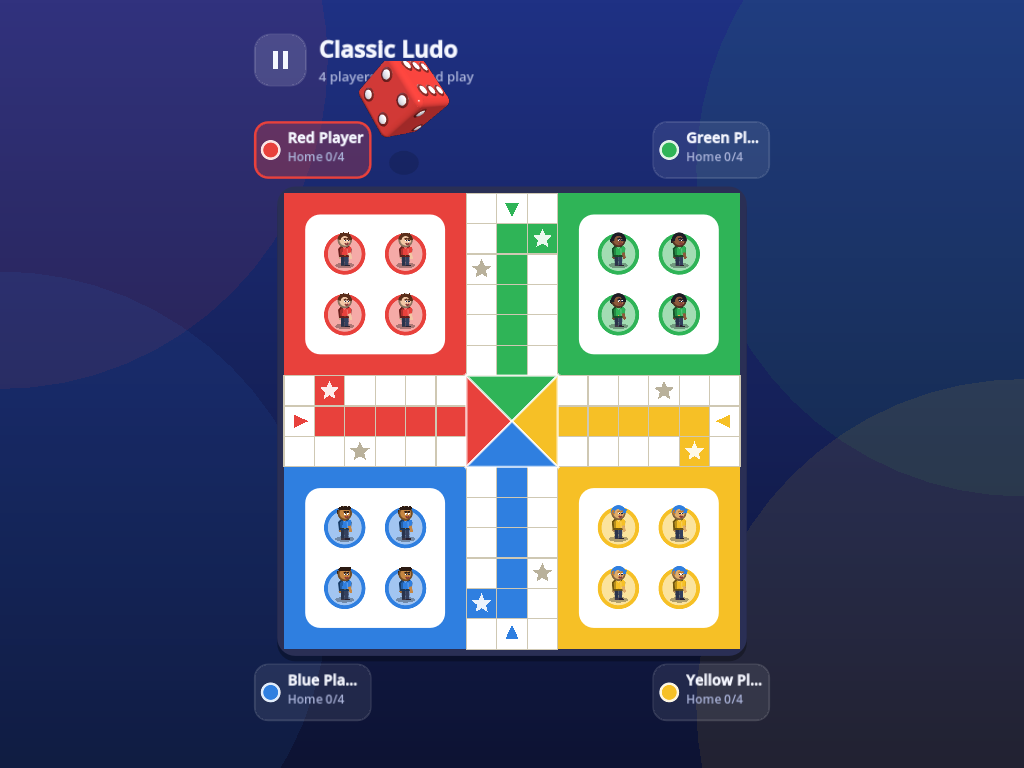 Classic Ludo
4 player d play
Red Player
Home 0/4
Green Pl...
Home 0/4
Blue Pla...
Home 0/4
Yellow Pl...
Home 0/4